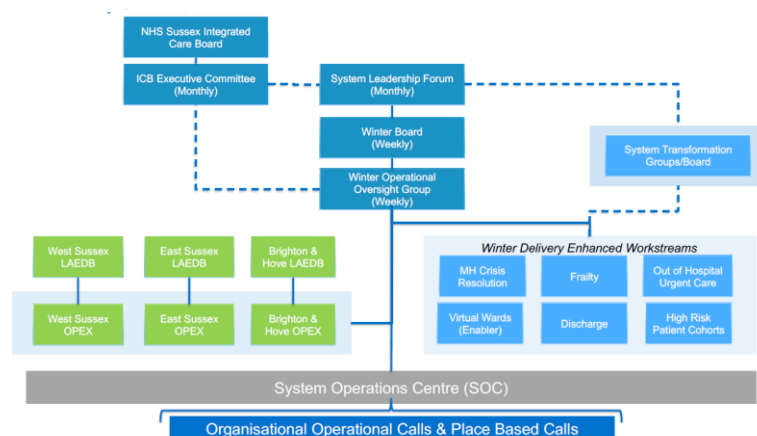 NHS Sussex Integrated
Care Board
ICB Executive Committee
(Monthly)
System Leadership Forum
(Monthly)
Winter Board
(Weekly)
System Transformation
Groups/Board
Winter Operational
Oversight Group
(Weekly)
West Sussex
LAEDB
East Sussex
LAEDB
Brighton &
Hove LAEDB
West Sussex
OPEX
East Sussex
OPEX
Brighton &
Hove OPEX
Winter Delivery Enhanced Workstreams
MH Crisis
Resolution
Frailty
Out of Hospital
Urgent Care
Virtual Wards
(Enabler)
Discharge
High Risk
Patient Cohorts
System Operations Centre (SOC)
Organisational Operational Calls & Place Based Calls